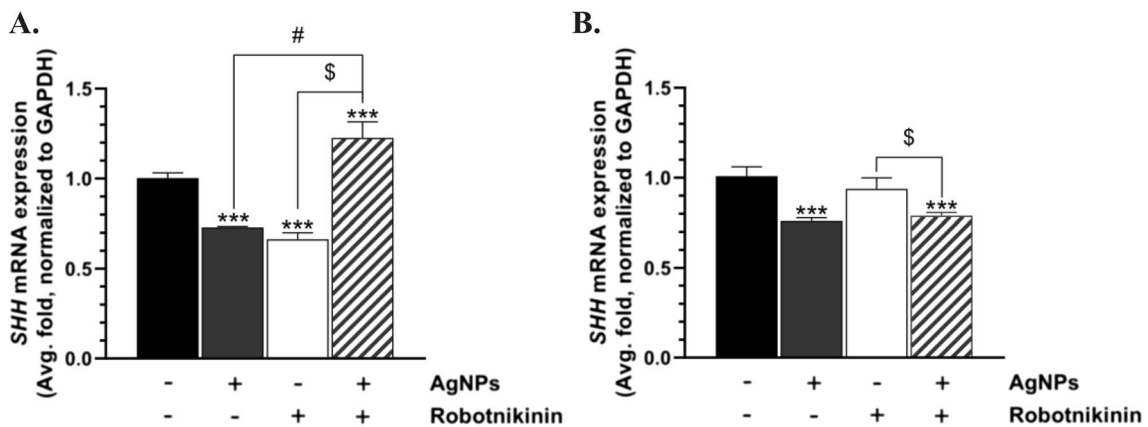 A.
SHH mRNA expression
(Avg. fold, normalized to GAPDH)
1.5
1.0
0.5
0.0
#
$
***
***
***
- + - + AgNPs
- - + + Robotnikinin
B.
SHH mRNA expression
(Avg. fold, normalized to GAPDH)
1.5
1.0
0.5
0.0
$
***
***
- + - + AgNPs
- - + + Robotnikinin